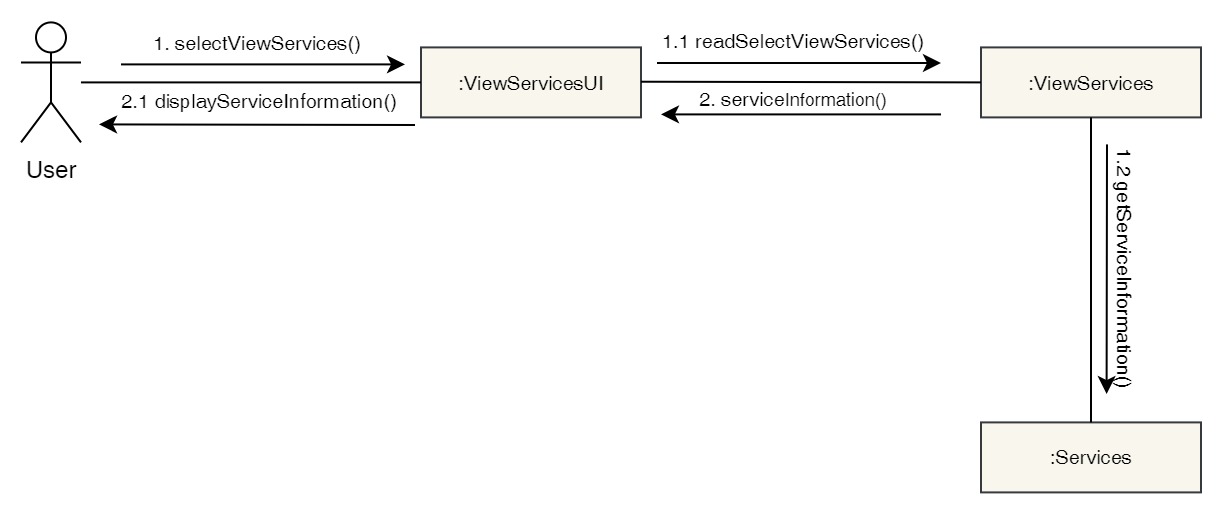 1. selectViewServices()
1.1 readSelectViewServices()
:ViewServicesUI
:ViewServices
2.1 displayServiceInformation()
2. serviceInformation()
User
1.2 getServiceInformation()
:Services